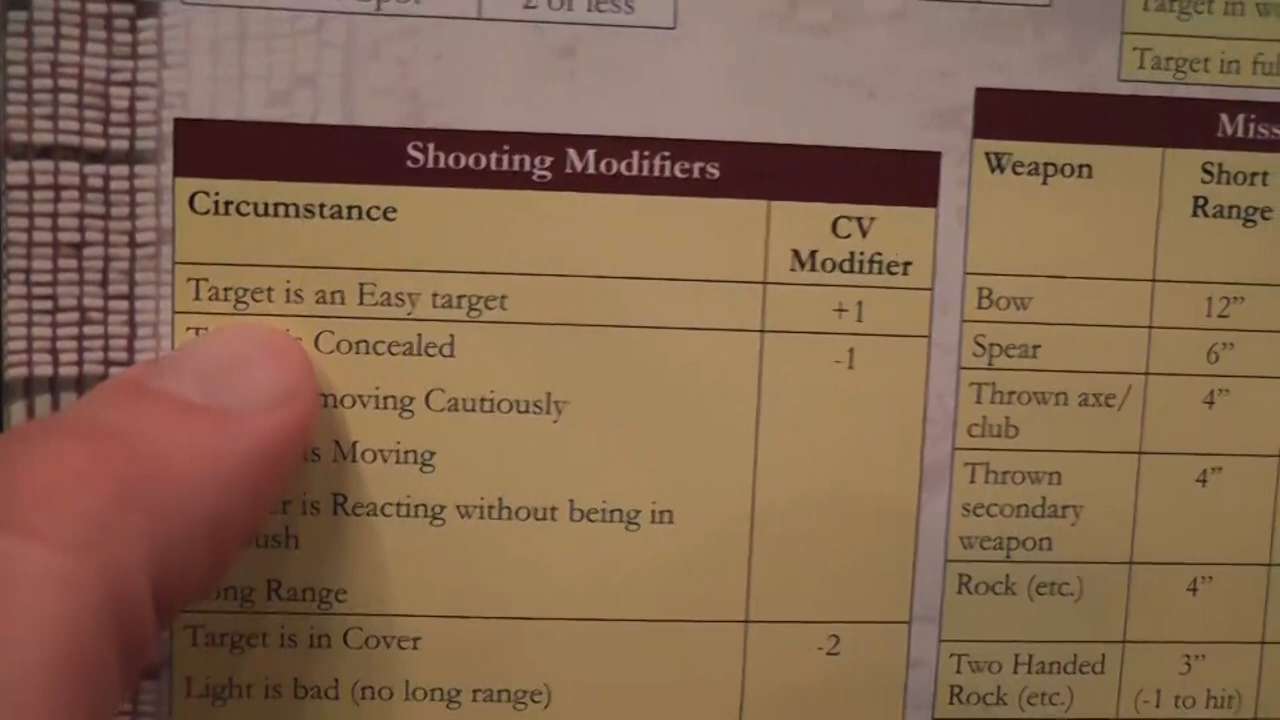 2 or less
Target in
Target in
Shooting Modifiers
Circumstance
CV
Modifier
Target is an Easy target
+1
Concealed
-1
moving Cautiously
is Moving
is Reacting without being in
Range
Target is in Cover
-2
Light is bad (no long range)
Weapon
Short
Range
Bow
12”
Spear
6”
Thrown axe/
club
4”
Thrown
secondary
weapon
4”
Rock (etc.)
4”
Two Handed
Rock (etc.)
3”
(-1 to hit)